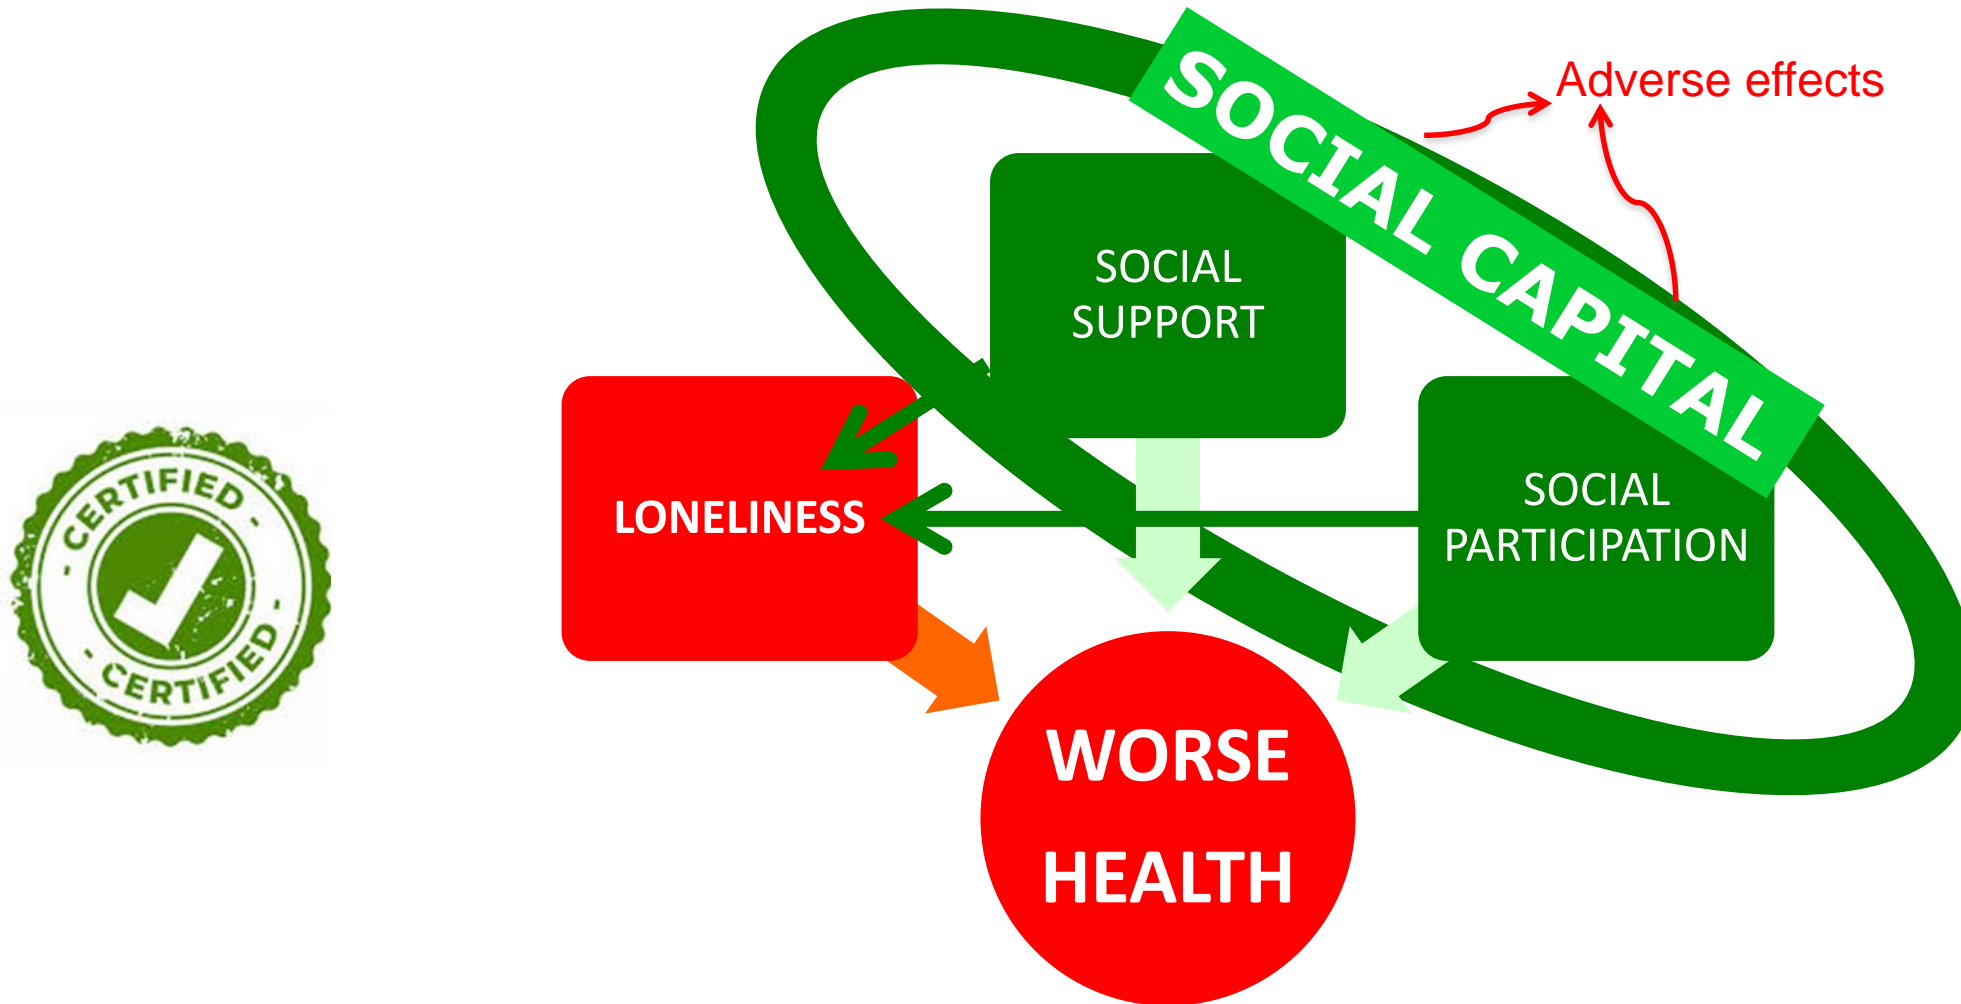 SOCIAL CAPITAL
Adverse effects
SOCIAL
SUPPORT
LONELINESS
SOCIAL
PARTICIPATION
- CERTIFIED -
- CERTIFIED -
WORSE
HEALTH